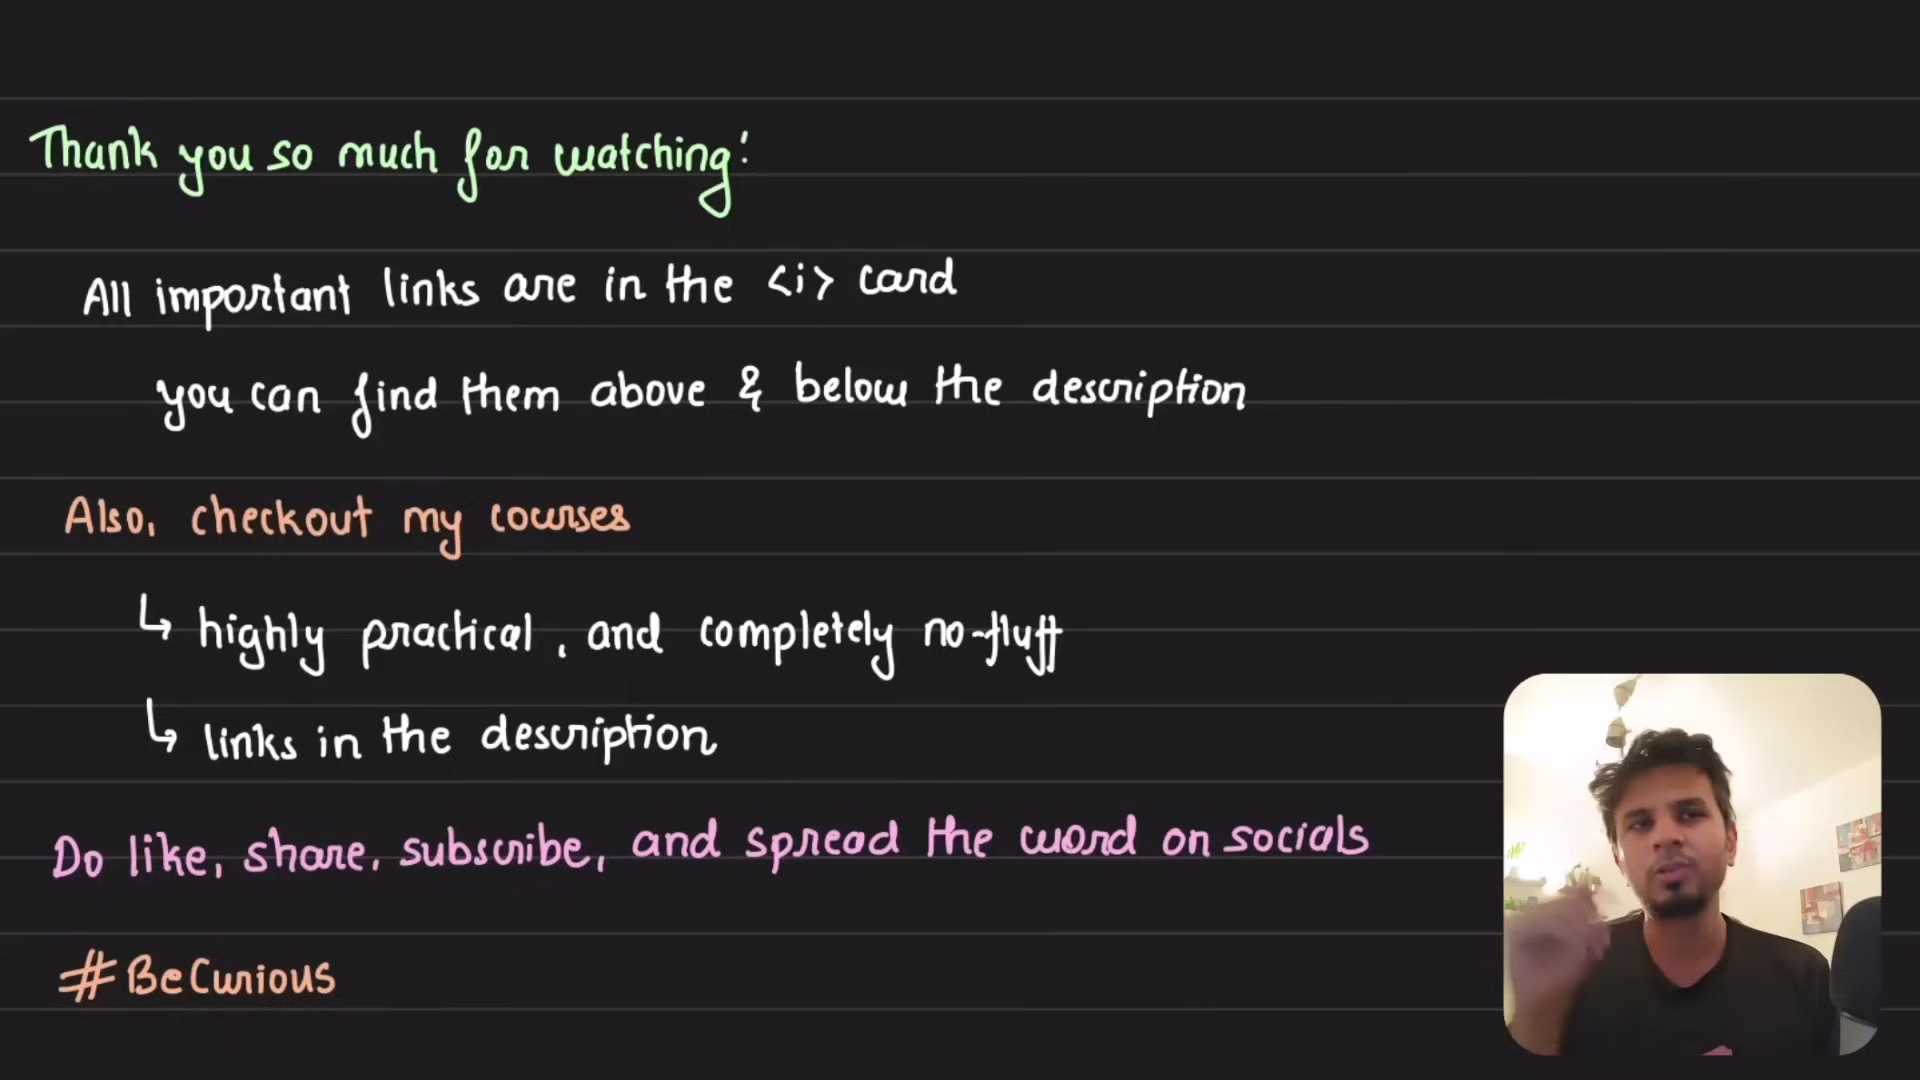 Thank you so much for watching!
All important links are in the <i> card
you can find them above & below the description
Also, checkout my courses
↳ highly practical, and completely no-fluff
↳ links in the description
Do like, share, subscribe, and spread the word on socials
#BeCurious